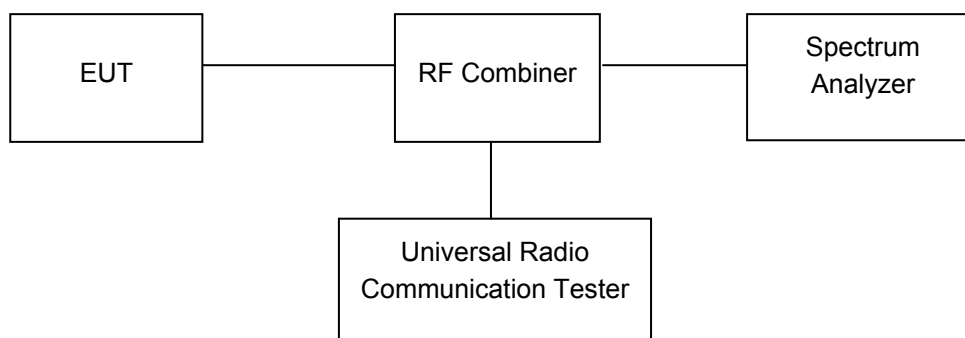 EUT
RF Combiner
Spectrum
Analyzer
Universal Radio
Communication Tester